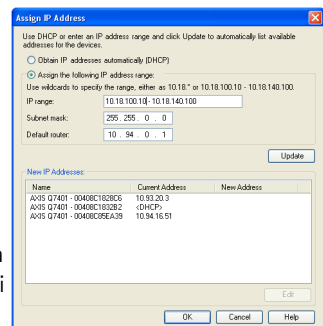 Assign IP Address
Use DHCP or enter an IP address range and click Update to automatically list available
addresses for the devices.
Obtain IP addresses automatically (DHCP)
Assign the following IP address range:
Use wildcards to specify the range, either as 10.18.* or 10.18.100.10 - 10.18.140.100.
IP range: 10.18.100.10 - 10.18.140.100
Subnet mask: 255 . 255 . 0 . 0
Default router: 10 . 94 . 0 . 1
Update
New IP Addresses:
Name Current Address New Address
AXIS Q7401 - 00408C1828C6 10.93.20.3
AXIS Q7401 - 00408C1832B2 <DHCP>
AXIS Q7401 - 00408C85EA39 10.94.16.51
Edit
OK Cancel Help
i